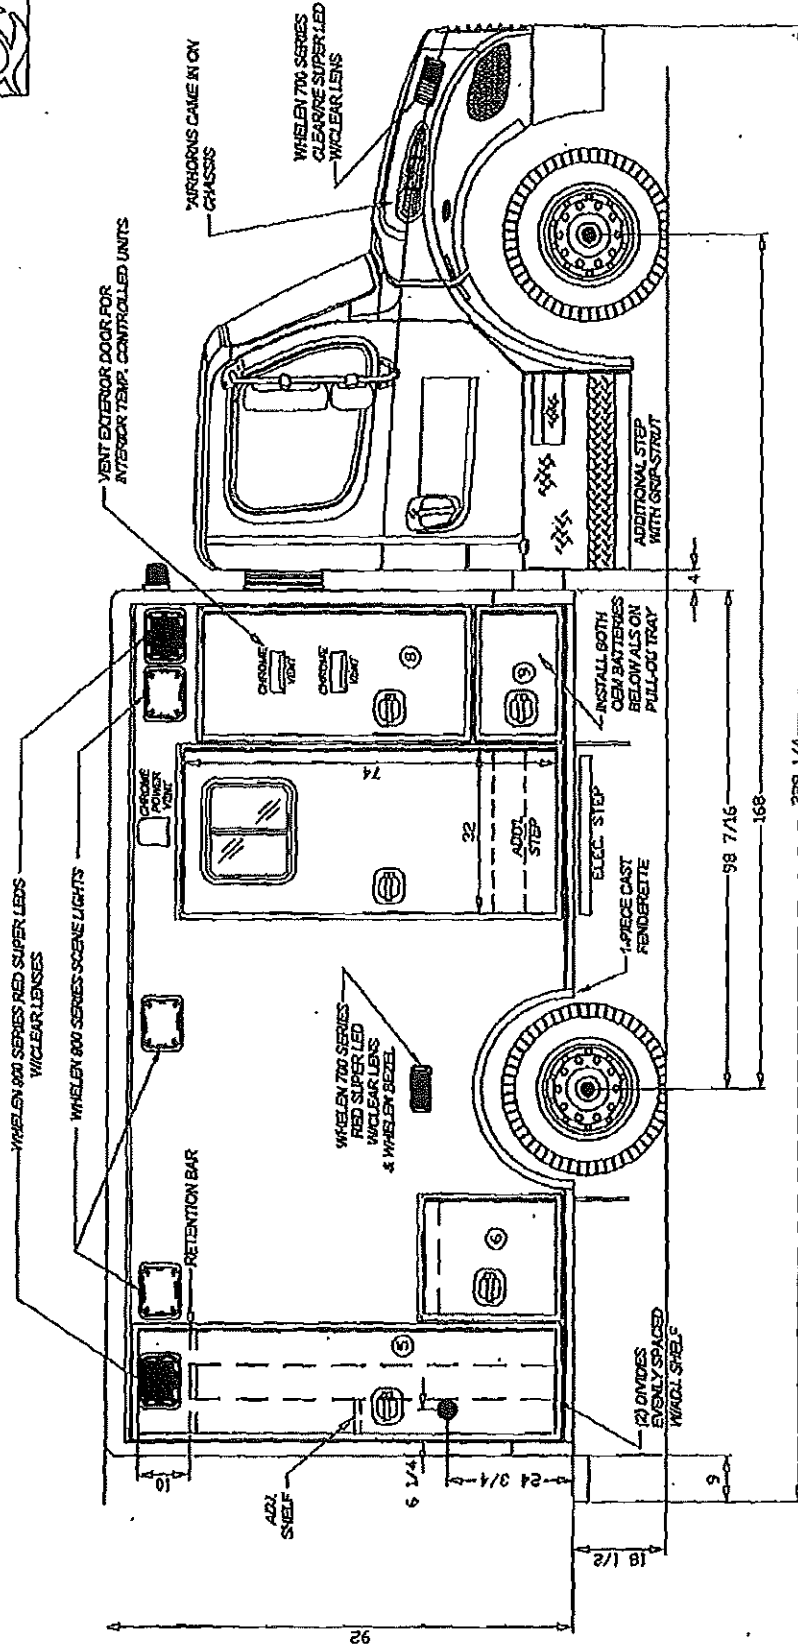 WHELEN 900 SERIES RED SUPER LEDS
W/CLEAR LENSES
WHELEN 900 SERIES SCENE LIGHTS
VENT EXTERIOR DOOR FOR
INTERIOR TEMP. CONTROLLED UNITS
*AIRHORNS CAME IN ON
CHASSIS
WHELEN 700 SERIES
CLEAR/RE SUPER LED
W/CLEAR LENS
RETENTION BAR
CHROME
POWER
VENT
CHROME
VENT
CHROME
VENT
10
74
32
8
9
5
6
ADJ.
SHELF
WHELEN 700 SERIES
RED SUPER LED
W/CLEAR LENS
& WHELEN BEZEL
ADD'L
STEP
ELEC. STEP
1-PIECE CAST
FENDERETTE
INSTALL BOTH
OEM BATTERIES
BELOW ALS ON
PULL-OUT TRAY
ADDITIONAL STEP
WITH GRIP-STRUT
(2) DIVIDES
EVENLY SPACED
W/ADJ. SHELF
6 1/4
24 3/4
92
18 1/2
9
4
98 7/16
168